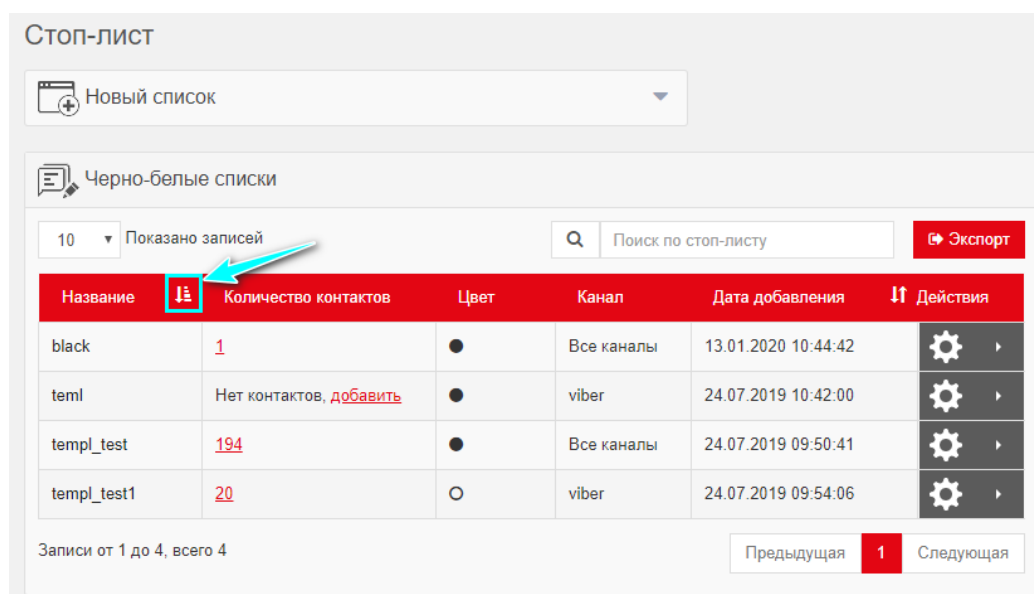 Стоп-лист
Новый список
Черно-белые списки
10 Показано записей Поиск по стоп-листу Экспорт
Название Количество контактов Цвет Канал Дата добавления Действия
black 1 Все каналы 13.01.2020 10:44:42
teml Нет контактов, добавить viber 24.07.2019 10:42:00
templ_test 194 Все каналы 24.07.2019 09:50:41
templ_test1 20 viber 24.07.2019 09:54:06
Записи от 1 до 4, всего 4 Предыдущая 1 Следующая